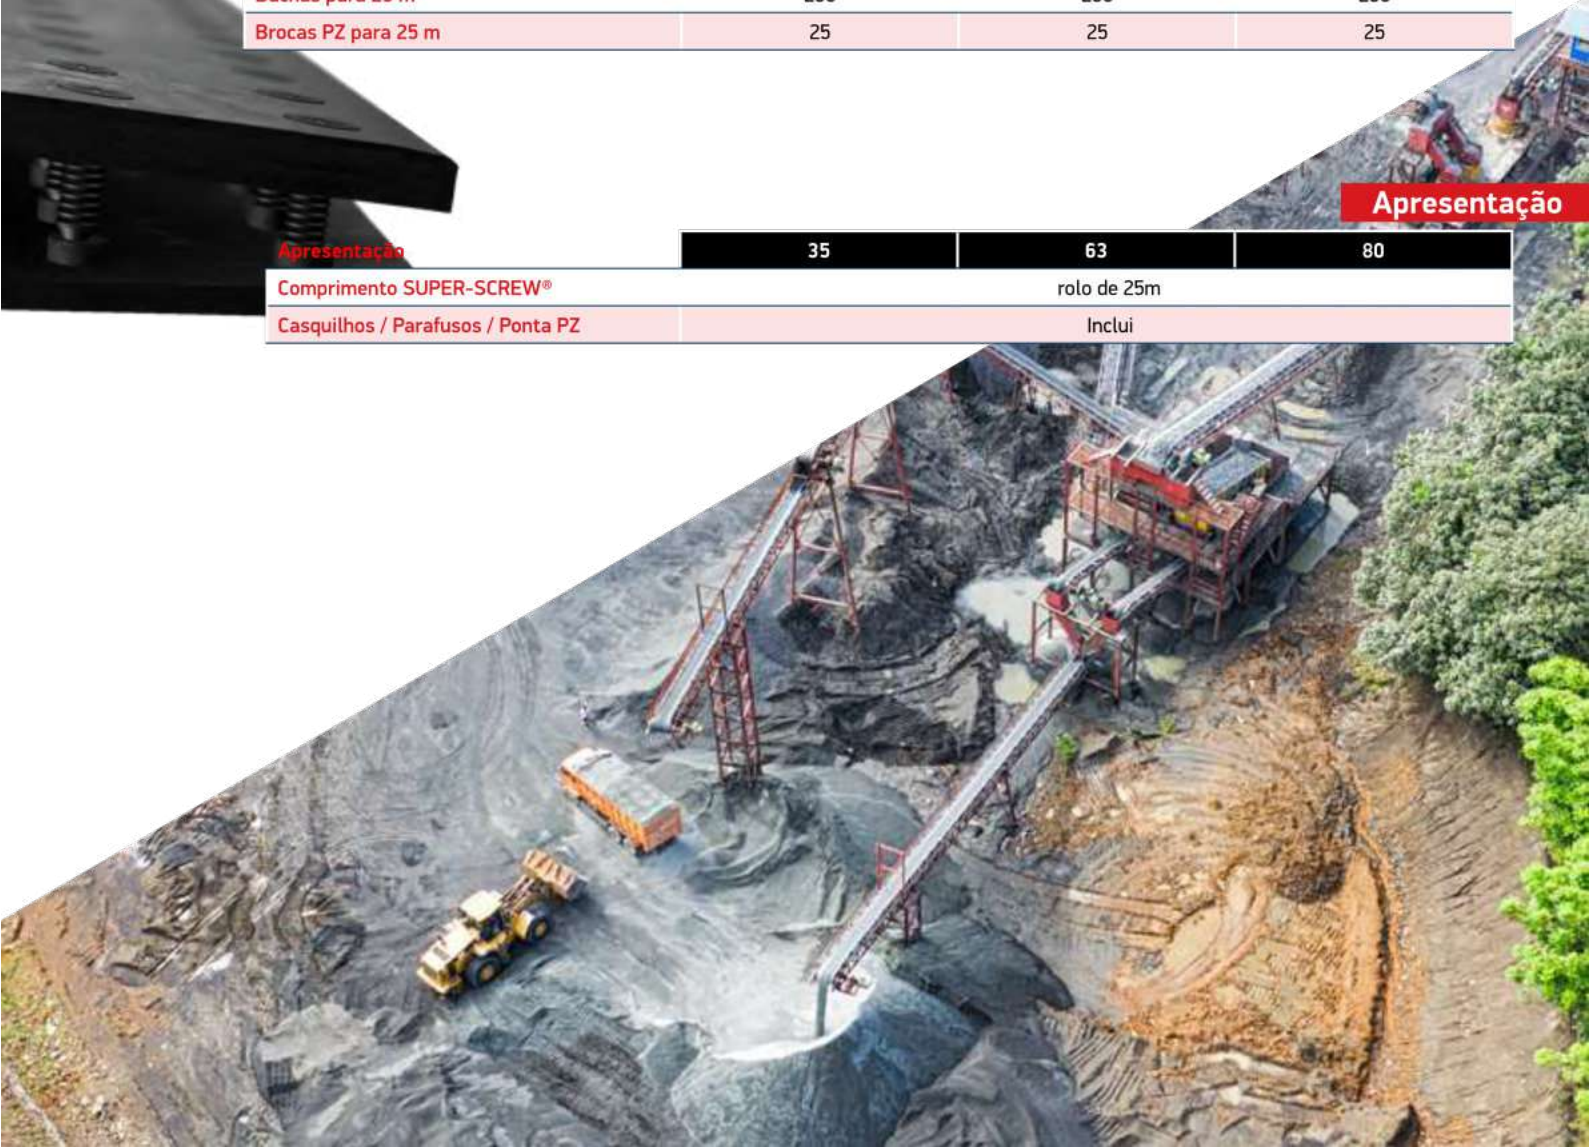 Brocas PZ para 25 m 25 25 25
Apresentação
Apresentação 35 63 80
Comprimento SUPER-SCREW® rolo de 25m
Casquilhos / Parafusos / Ponta PZ Inclui